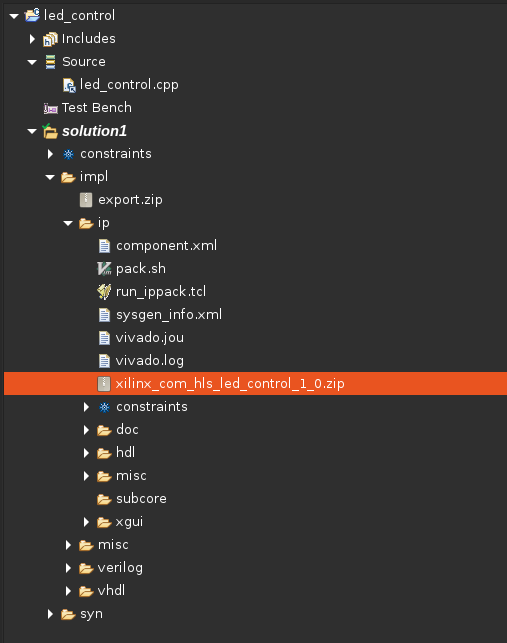 led_control
Includes
Source
led_control.cpp
Test Bench
solution1
constraints
impl
export.zip
ip
component.xml
pack.sh
run_ippack.tcl
sysgen_info.xml
vivado.jou
vivado.log
xilinx_com_hls_led_control_1_0.zip
constraints
doc
hdl
misc
subcore
xgui
misc
verilog
vhdl
syn